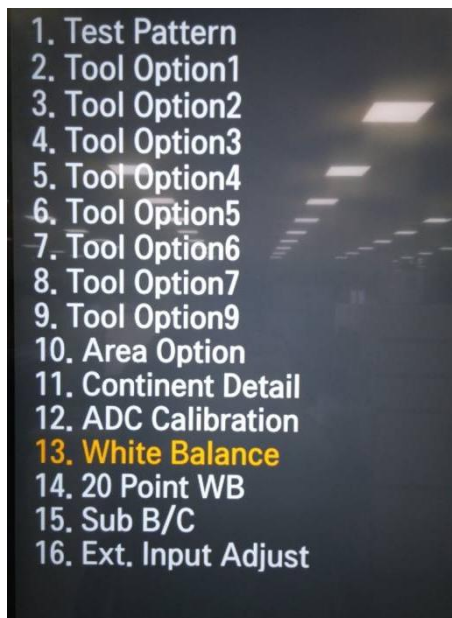 1. Test Pattern
2. Tool Option1
3. Tool Option2
4. Tool Option3
5. Tool Option4
6. Tool Option5
7. Tool Option6
8. Tool Option7
9. Tool Option9
10. Area Option
11. Continent Detail
12. ADC Calibration
13. White Balance
14. 20 Point WB
15. Sub B/C
16. Ext. Input Adjust